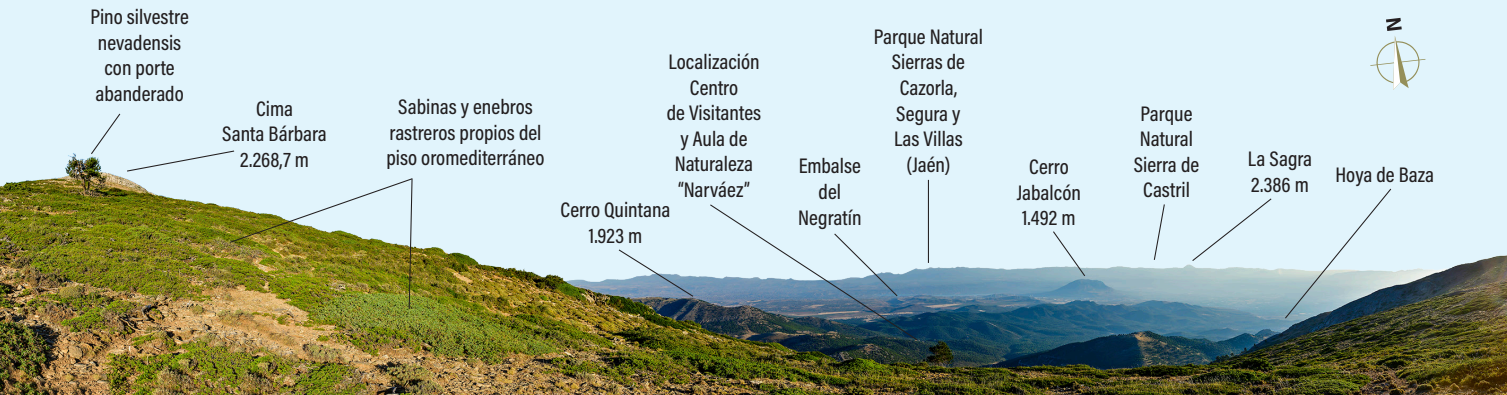 Pino silvestre
nevadensis
con porte
abanderado
Cima
Santa Bárbara
2.268,7 m
Sabinas y enebros
rastreros propios del
piso oromediterráneo
Cerro Quintana
1.923 m
Localización
Centro
de Visitantes
y Aula de
Naturaleza
“Narváez”
Embalse
del
Negratín
Parque Natural
Sierras de
Cazorla,
Segura y
Las Villas
(Jaén)
Cerro
Jabalcón
1.492 m
Parque
Natural
Sierra de
Castril
La Sagra
2.386 m
Hoya de Baza
N